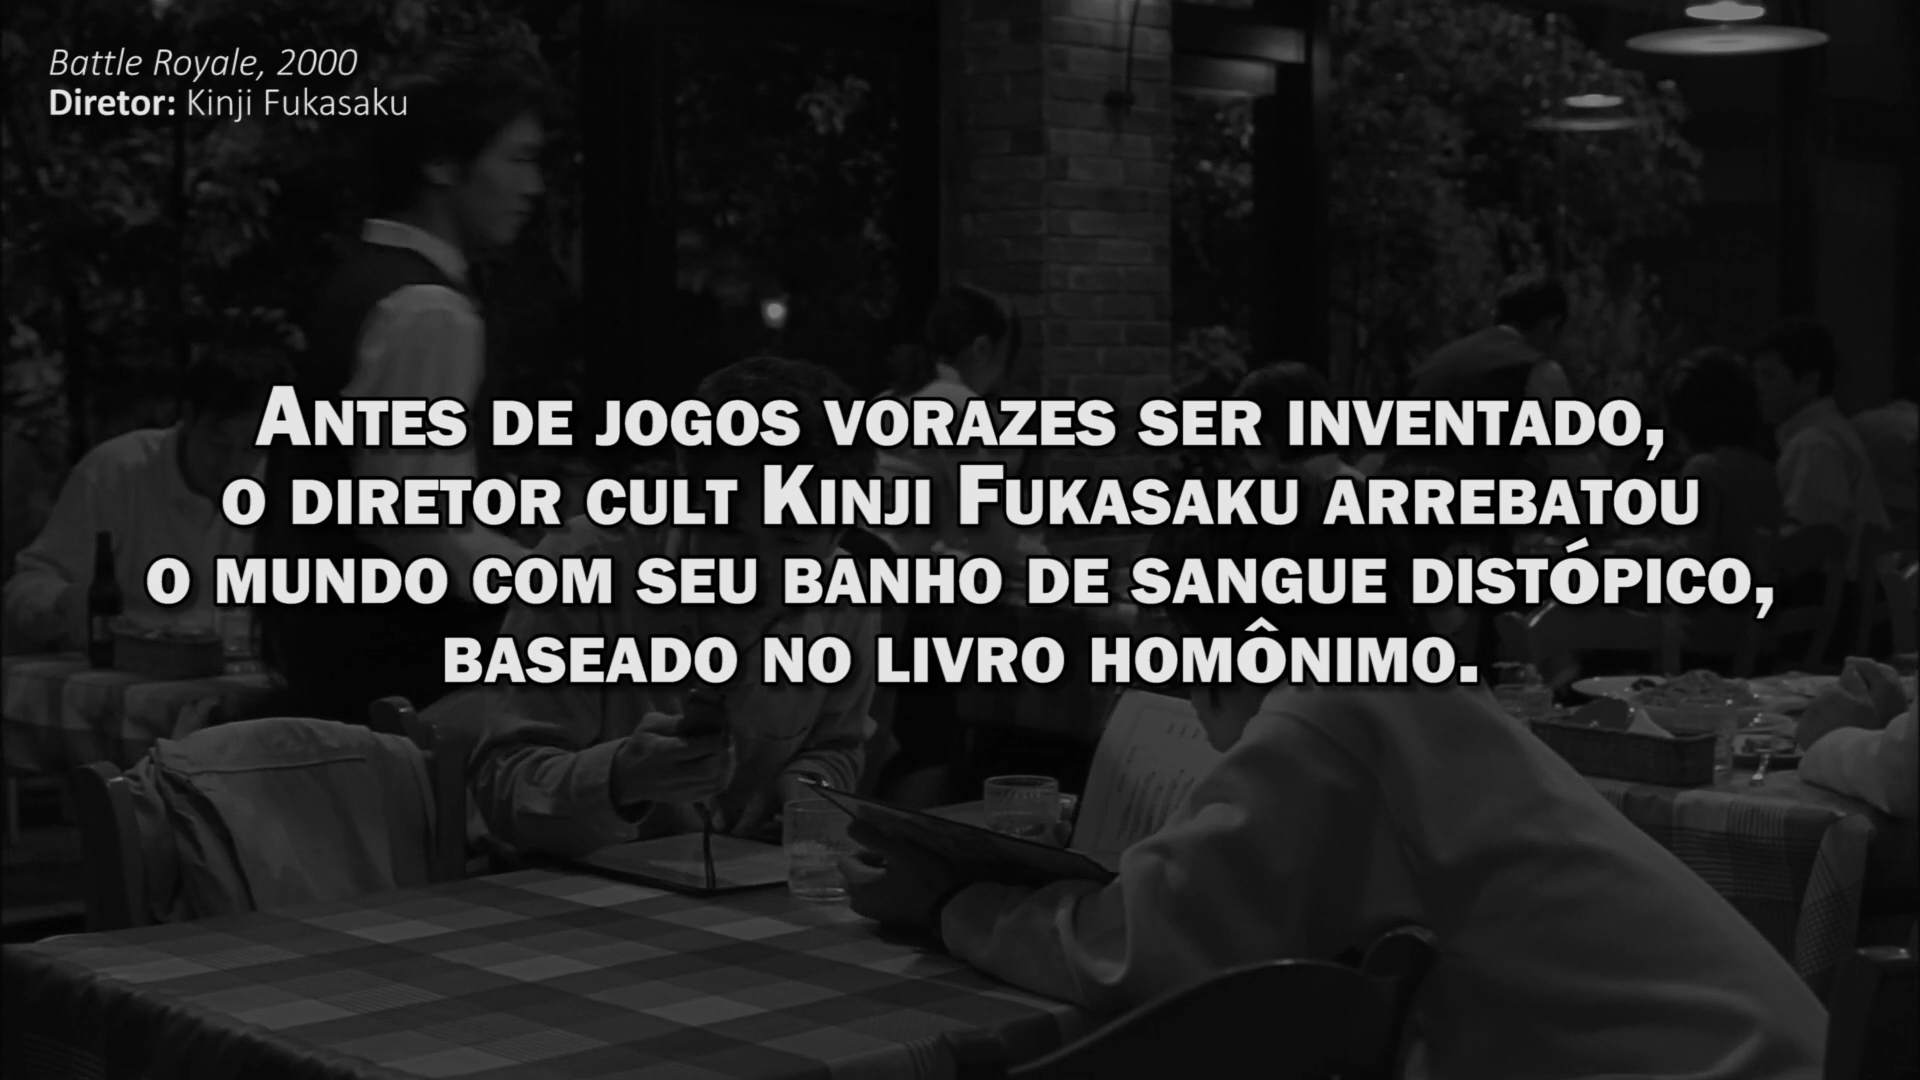 Battle Royale, 2000
Diretor: Kinji Fukasaku
ANTES DE JOGOS VORAZES SER INVENTADO,
O DIRETOR CULT KINJI FUKASAKU ARREBATOU
O MUNDO COM SEU BANHO DE SANGUE DISTÓPICO,
BASEADO NO LIVRO HOMÔNIMO.